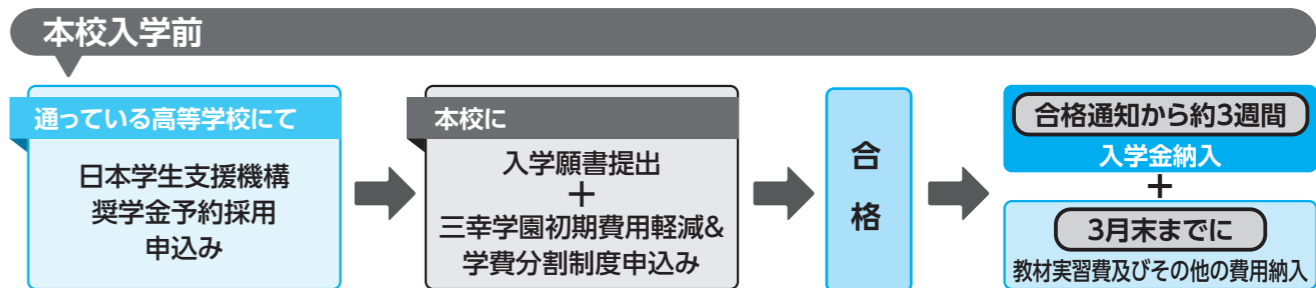 本校入学前
通っている高等学校にて
日本学生支援機構
奨学金予約採用
申込み
本校に
入学願書提出
+
三幸学園初期費用軽減&
学費分割制度申込み
合
格
合格通知から約3週間
入学金納入
+
3月末までに
教材実習費及びその他の費用納入